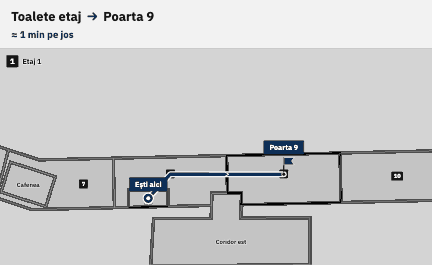 Toalete etaj → Poarta 9
≈ 1 min pe jos
1 Etaj 1
Poarta 9
Ești aici
7
10
Cafenea
Coridor est